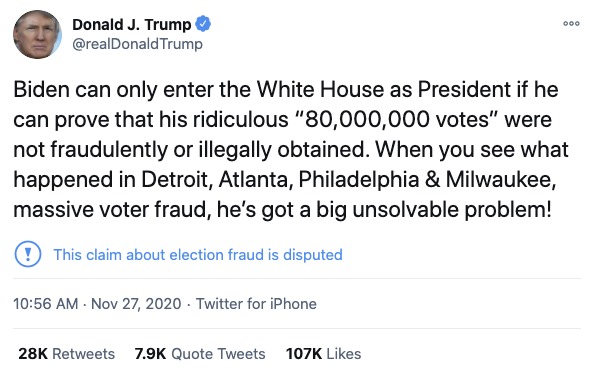 Donald J. Trump
@realDonaldTrump
Biden can only enter the White House as President if he
can prove that his ridiculous “80,000,000 votes” were
not fraudulently or illegally obtained. When you see what
happened in Detroit, Atlanta, Philadelphia & Milwaukee,
massive voter fraud, he’s got a big unsolvable problem!
This claim about election fraud is disputed
10:56 AM · Nov 27, 2020 · Twitter for iPhone
28K Retweets 7.9K Quote Tweets 107K Likes